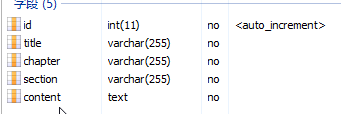 字段 (5)
id int(11) no <auto_increment>
title varchar(255) no
chapter varchar(255) no
section varchar(255) no
content text no